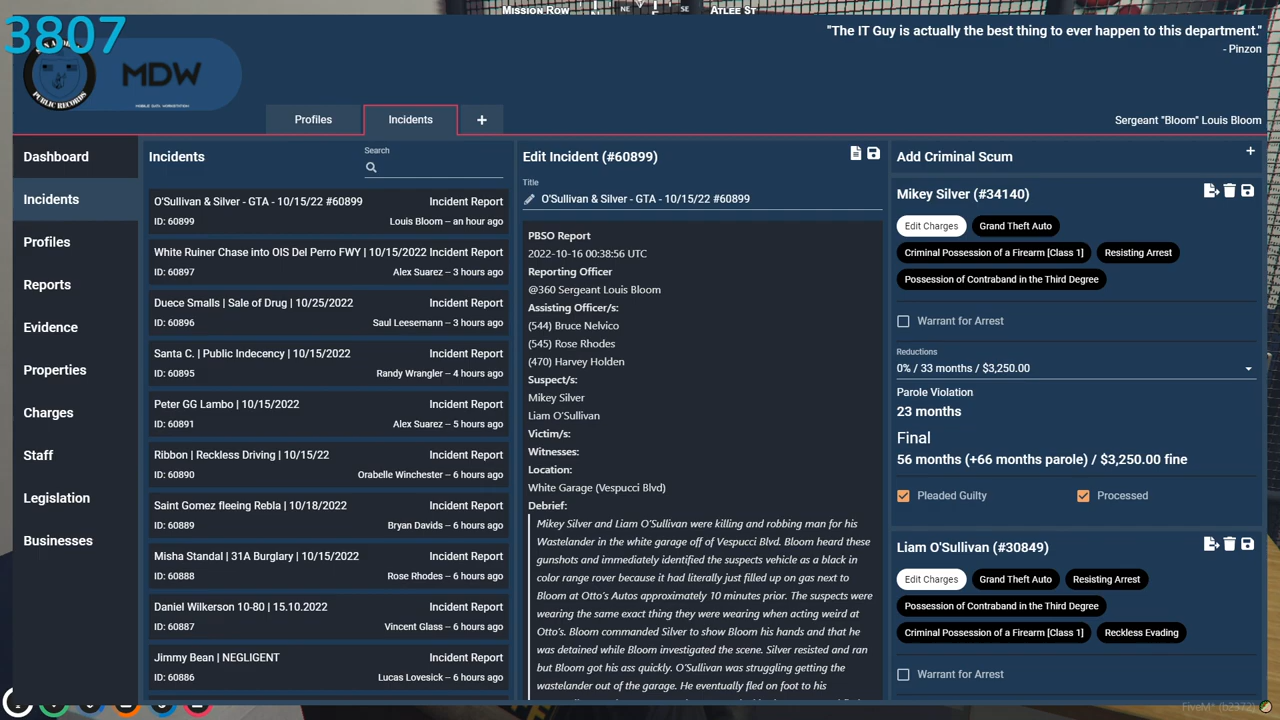 Mission Row
N
NE
E
SE
Atlee St
3807
"The IT Guy is actually the best thing to ever happen to this department."
- Pinzon
PUBLIC RECORDS
MDW
MOBILE DATA WORKSTATION
Profiles
Incidents
+
Sergeant "Bloom" Louis Bloom
Dashboard
Incidents
Profiles
Reports
Evidence
Properties
Charges
Staff
Legislation
Businesses
Incidents
Search
O'Sullivan & Silver - GTA - 10/15/22 #60899 Incident Report
ID: 60899 Louis Bloom – an hour ago
White Ruiner Chase into OIS Del Perro FWY | 10/15/2022 Incident Report
ID: 60897 Alex Suarez – 3 hours ago
Duece Smalls | Sale of Drug | 10/25/2022 Incident Report
ID: 60896 Saul Leesemann – 3 hours ago
Santa C. | Public Indecency | 10/15/2022 Incident Report
ID: 60895 Randy Wrangler – 4 hours ago
Peter GG Lambo | 10/15/2022 Incident Report
ID: 60891 Alex Suarez – 5 hours ago
Ribbon | Reckless Driving | 10/15/22 Incident Report
ID: 60890 Orabelle Winchester – 6 hours ago
Saint Gomez fleeing Rebla | 10/18/2022 Incident Report
ID: 60889 Bryan Davids – 6 hours ago
Misha Standal | 31A Burglary | 10/15/2022 Incident Report
ID: 60888 Rose Rhodes – 6 hours ago
Daniel Wilkerson 10-80 | 15.10.2022 Incident Report
ID: 60887 Vincent Glass – 6 hours ago
Jimmy Bean | NEGLIGENT Incident Report
ID: 60886 Lucas Lovesick – 6 hours ago
Edit Incident (#60899)
Title
O'Sullivan & Silver - GTA - 10/15/22 #60899
PBSO Report
2022-10-16 00:38:56 UTC
Reporting Officer
@360 Sergeant Louis Bloom
Assisting Officer/s:
(544) Bruce Nelvico
(545) Rose Rhodes
(470) Harvey Holden
Suspect/s:
Mikey Silver
Liam O'Sullivan
Victim/s:
Witnesses:
Location:
White Garage (Vespucci Blvd)
Debrief:
Mikey Silver and Liam O'Sullivan were killing and robbing man for his
Wastelander in the white garage off of Vespucci Blvd. Bloom heard these
gunshots and immediately identified the suspects vehicle as a black in
color range rover because it had literally just filled up on gas next to
Bloom at Otto's Autos approximately 10 minutes prior. The suspects were
wearing the same exact thing they were wearing when acting weird at
Otto's. Bloom commanded Silver to show Bloom his hands and that he
was detained while Bloom investigated the scene. Silver resisted and ran
but Bloom got his ass quickly. O'Sullivan was struggling getting the
wastelander out of the garage. He eventually fled on foot to his
Add Criminal Scum
+
Mikey Silver (#34140)
Edit Charges Grand Theft Auto
Criminal Possession of a Firearm [Class 1] Resisting Arrest
Possession of Contraband in the Third Degree
Warrant for Arrest
Reductions
0% / 33 months / $3,250.00
Parole Violation
23 months
Final
56 months (+66 months parole) / $3,250.00 fine
Pleaded Guilty Processed
Liam O'Sullivan (#30849)
Edit Charges Grand Theft Auto Resisting Arrest
Possession of Contraband in the Third Degree
Criminal Possession of a Firearm [Class 1] Reckless Evading
Warrant for Arrest
FiveM* (b2372)